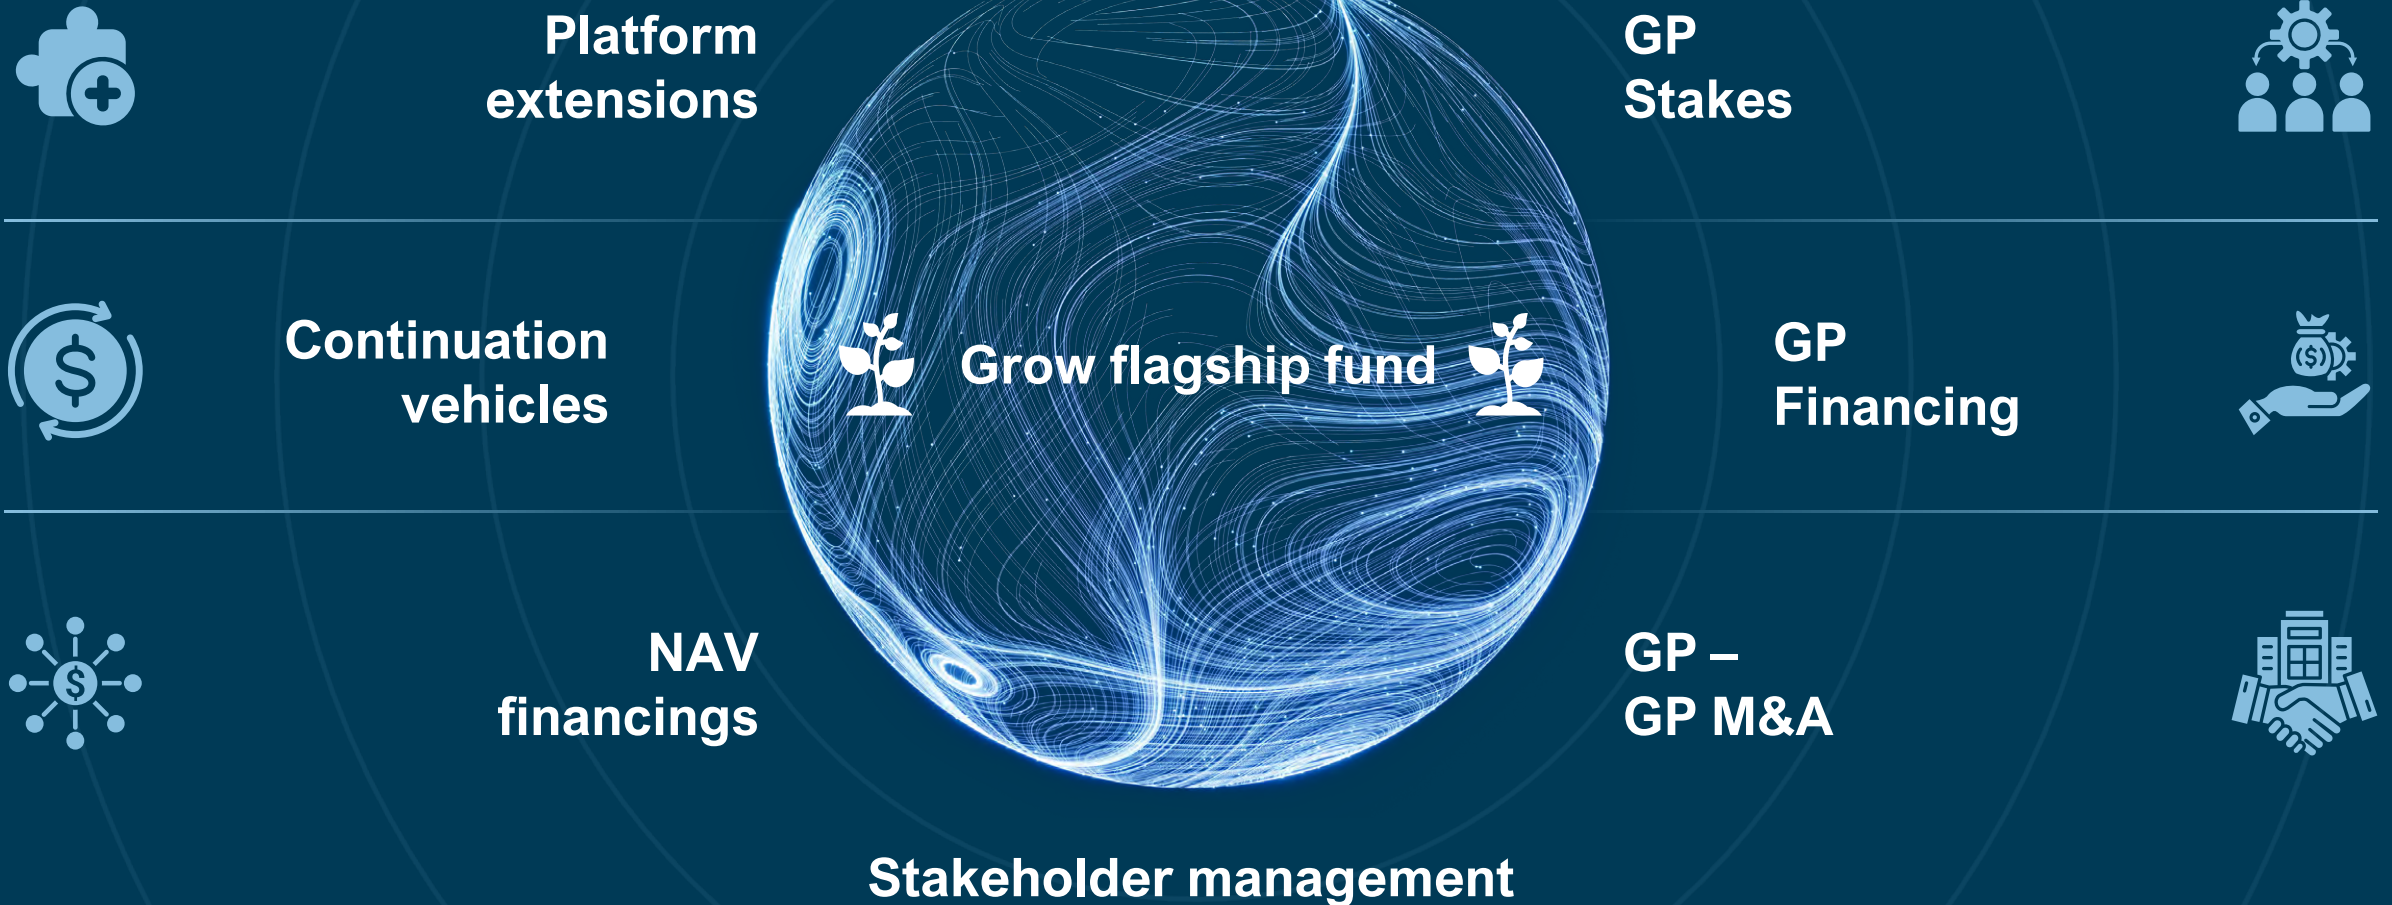 Platform
extensions
GP
Stakes
Continuation
vehicles
Grow flagship fund
GP
Financing
NAV
financings
GP –
GP M&A
Stakeholder management